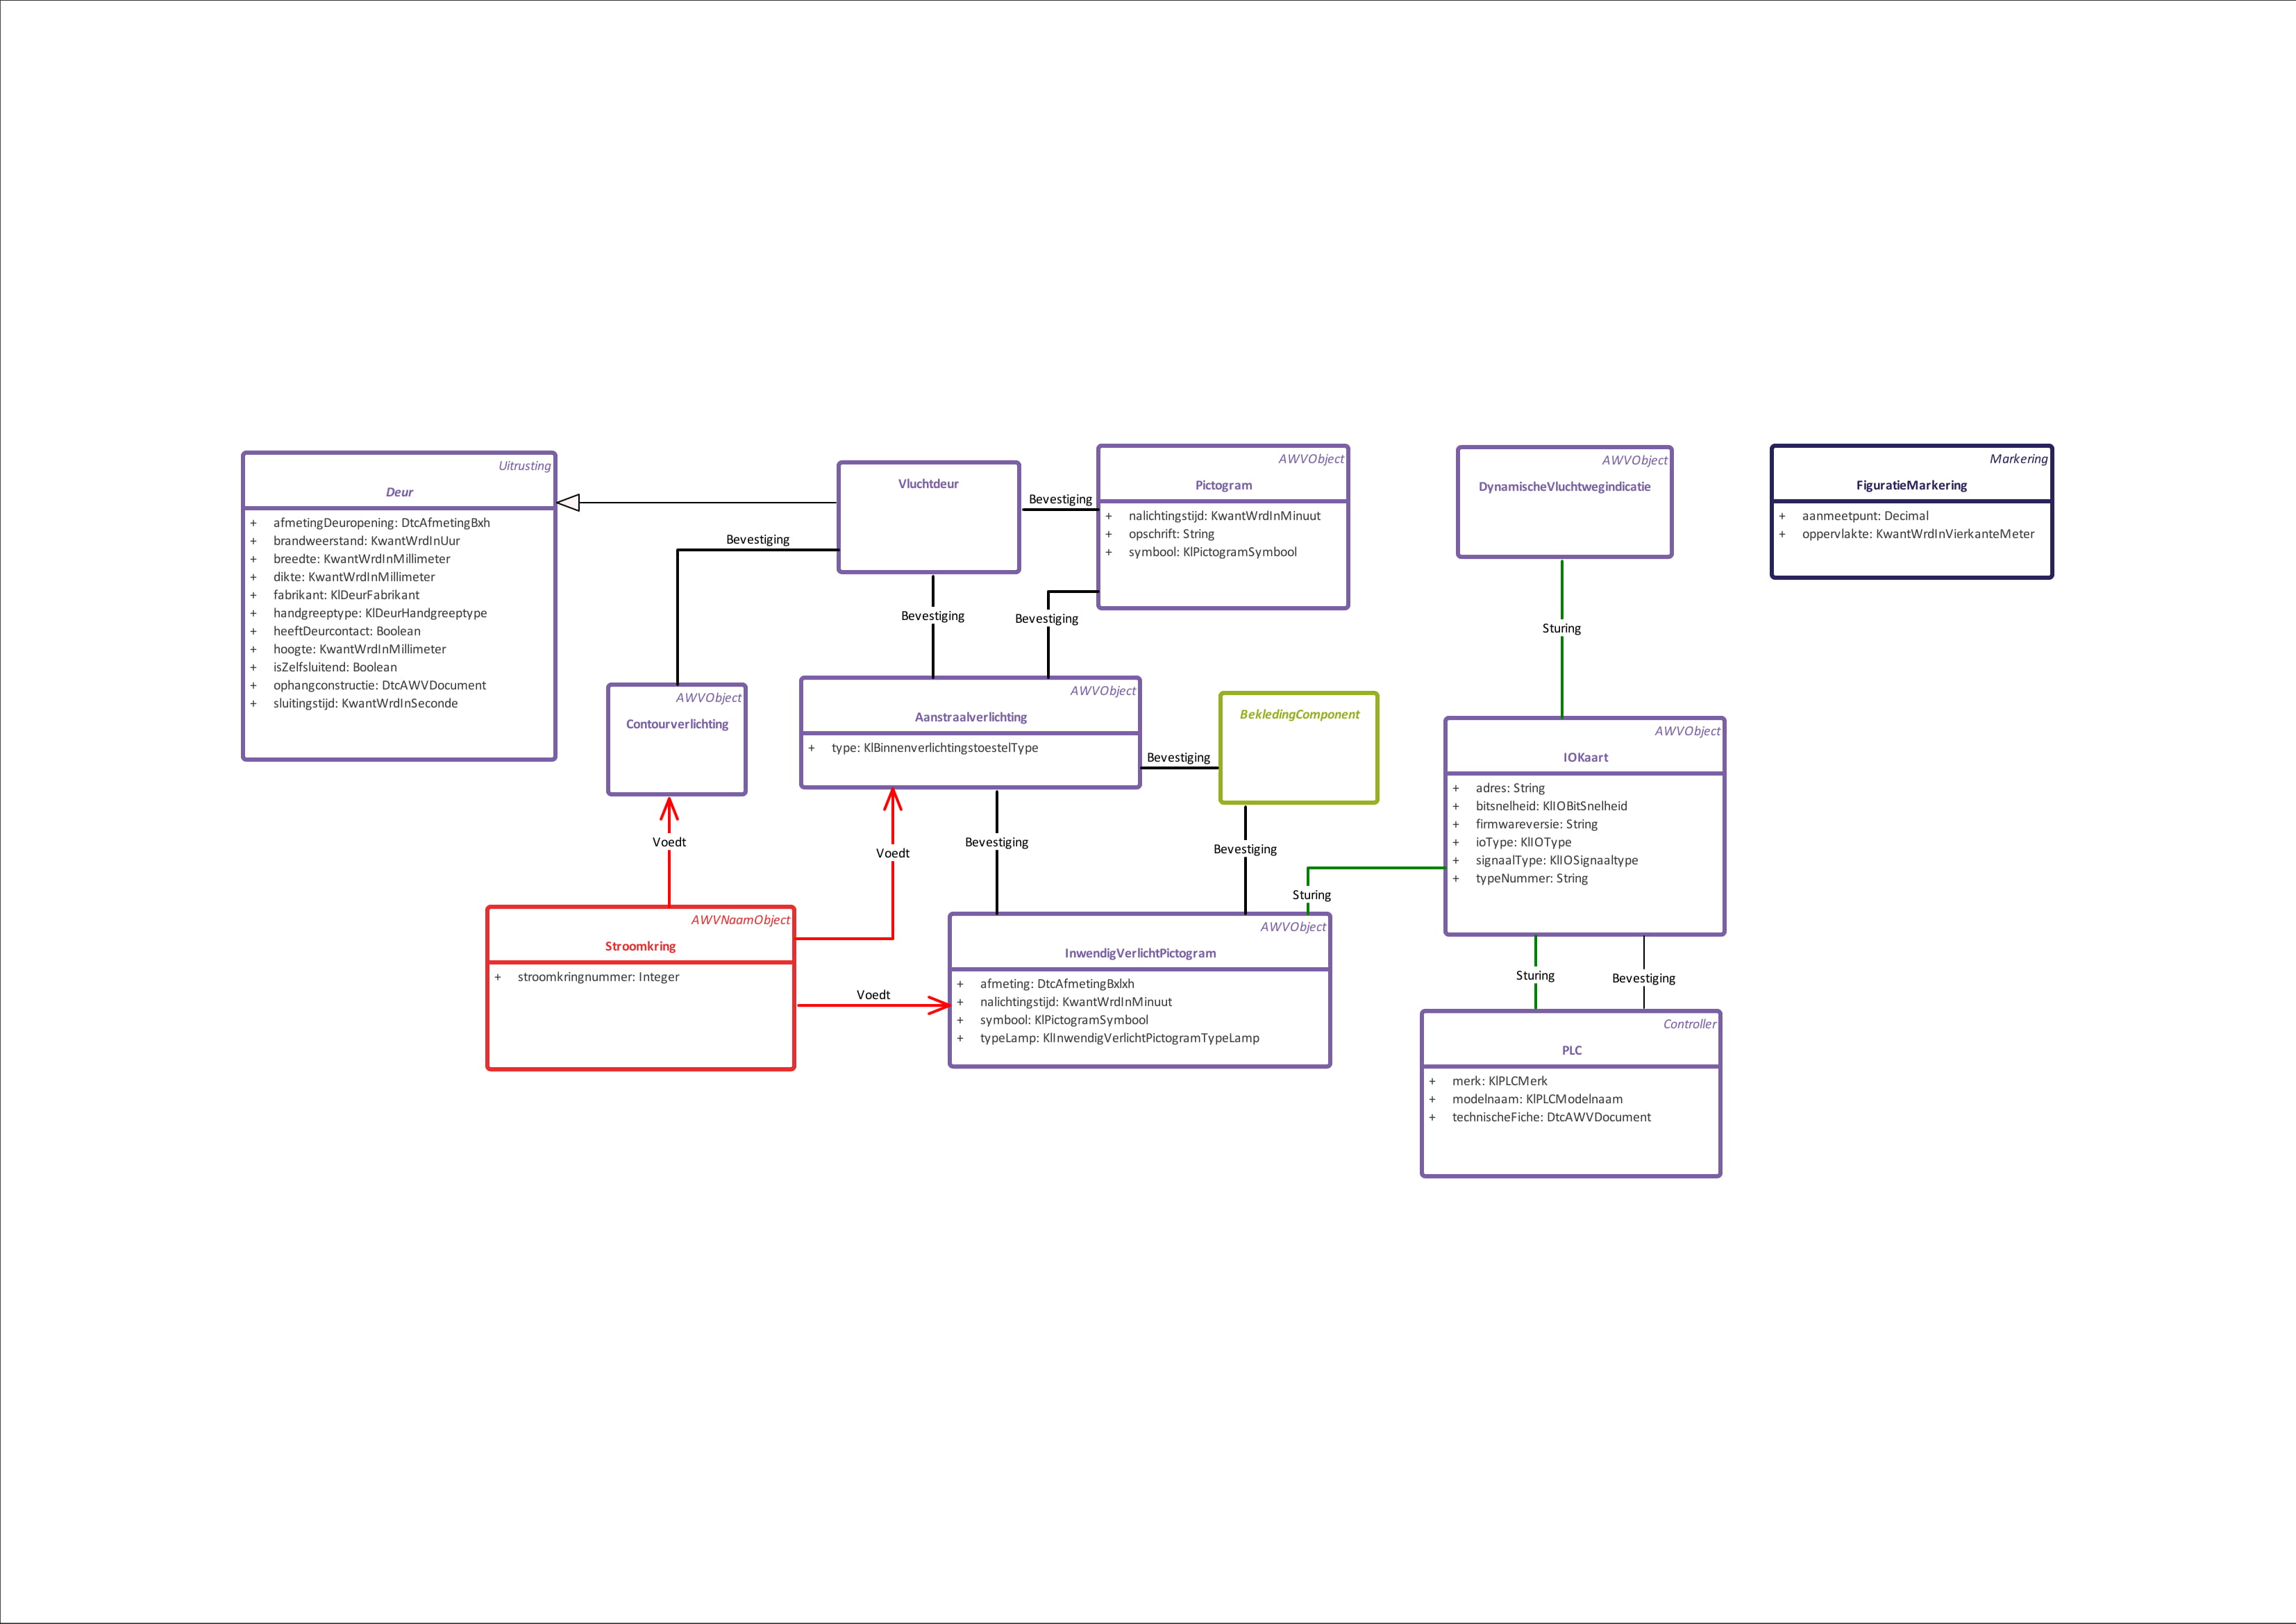 Uitrusting
Deur
+ afmetingDeuropening: DtcAfmetingBxh
+ brandweerstand: KwantWrdInUur
+ breedte: KwantWrdInMillimeter
+ dikte: KwantWrdInMillimeter
+ fabrikant: KlDeurFabrikant
+ handgreeptype: KlDeurHandgreeptype
+ heeftDeurcontact: Boolean
+ hoogte: KwantWrdInMillimeter
+ isZelfsluitend: Boolean
+ ophangconstructie: DtcAWVDocument
+ sluitingstijd: KwantWrdInSeconde
Vluchtdeur
Bevestiging
AWVObject
Pictogram
+ nalichtingstijd: KwantWrdInMinuut
+ opschrift: String
+ symbool: KlPictogramSymbool
AWVObject
DynamischeVluchtwegindicatie
Markering
FiguratieMarkering
+ aanmeetpunt: Decimal
+ oppervlakte: KwantWrdInVierkanteMeter
Bevestiging
Bevestiging
Bevestiging
Sturing
AWVObject
Contourverlichting
AWVObject
Aanstraalverlichting
+ type: KlBinnenverlichtingstoestelType
Bevestiging
BekledingComponent
AWVObject
IOKaart
+ adres: String
+ bitsnelheid: KlIOBitSnelheid
+ firmwareversie: String
+ ioType: KlIOType
+ signaalType: KlIOSignaaltype
+ typeNummer: String
Voedt
Voedt
Bevestiging
Bevestiging
Sturing
AWVNaamObject
Stroomkring
+ stroomkringnummer: Integer
Voedt
AWVObject
InwendigVerlichtPictogram
+ afmeting: DtcAfmetingBxlxh
+ nalichtingstijd: KwantWrdInMinuut
+ symbool: KlPictogramSymbool
+ typeLamp: KlInwendigVerlichtPictogramTypeLamp
Sturing
Bevestiging
Controller
PLC
+ merk: KlPLCMerk
+ modelnaam: KlPLCModelnaam
+ technischeFiche: DtcAWVDocument